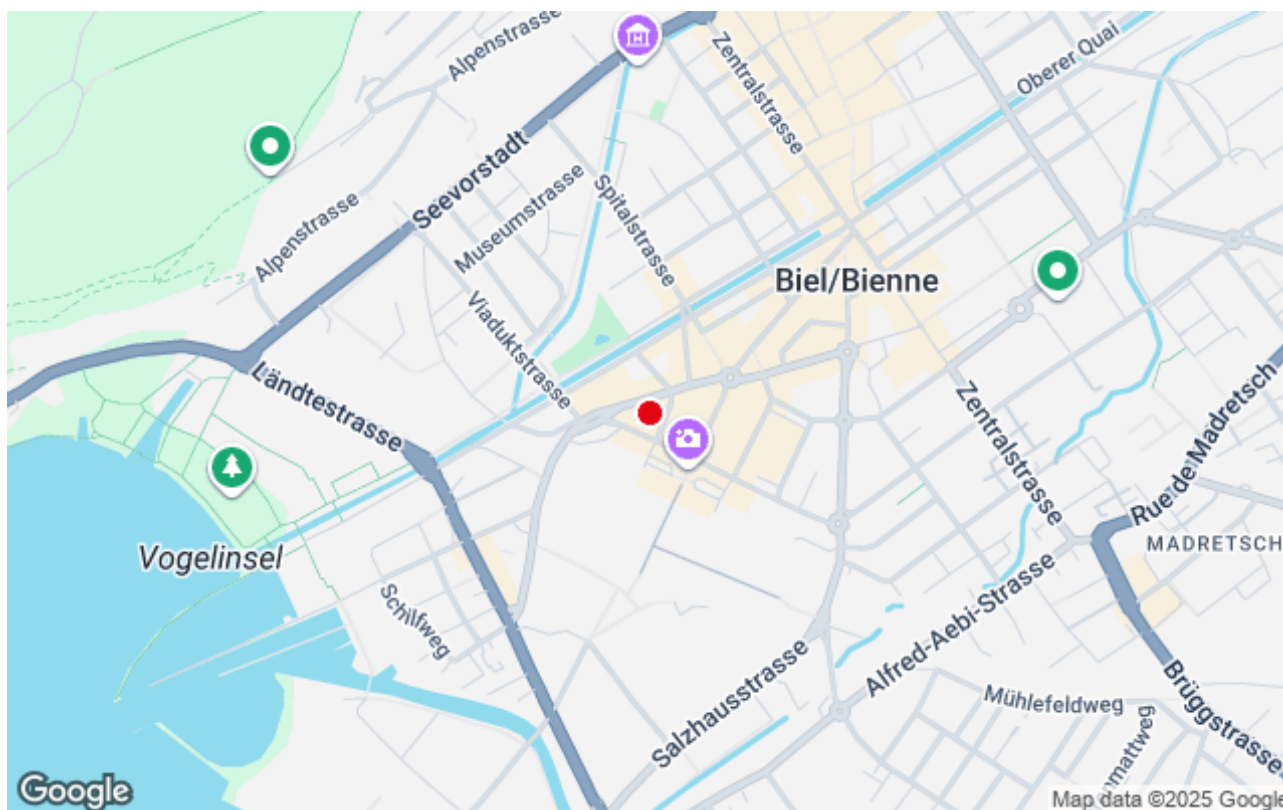 Alpenstrasse
Zentralstrasse
Oberer Quai
Seevorstadt
Museumstrasse
Spitalstrasse
Alpenstrasse
Biel/Bienne
Viaduktstrasse
Ländtestrasse
Zentralstrasse
Rue de Madretsch
Vogelinsel
MADRETSCH
Schilfweg
Alfred-Aebi-Strasse
Salzhausstrasse
Mühlefeldweg
Brüggstrasse
Google
Map data ©2025 Google